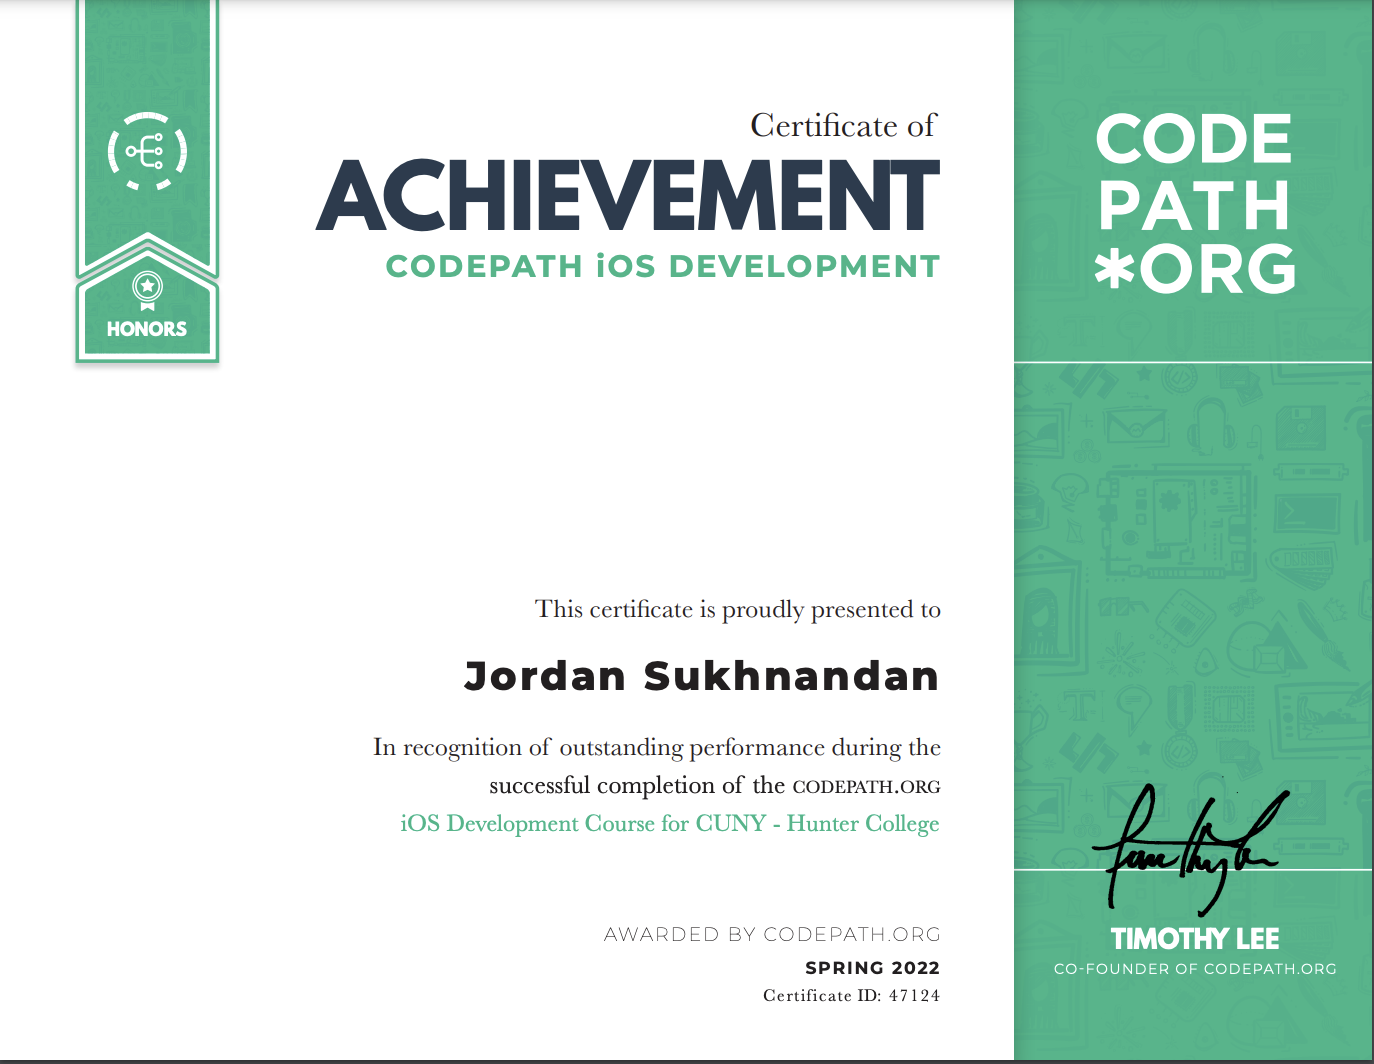 Certificate of
ACHIEVEMENT
CODEPATH iOS DEVELOPMENT
HONORS
CODE
PATH
*ORG
This certificate is proudly presented to
Jordan Sukhnandan
In recognition of outstanding performance during the
successful completion of the CODEPATH.ORG
iOS Development Course for CUNY - Hunter College
AWARDED BY CODEPATH.ORG
SPRING 2022
Certificate ID: 47124
TIMOTHY LEE
CO-FOUNDER OF CODEPATH.ORG